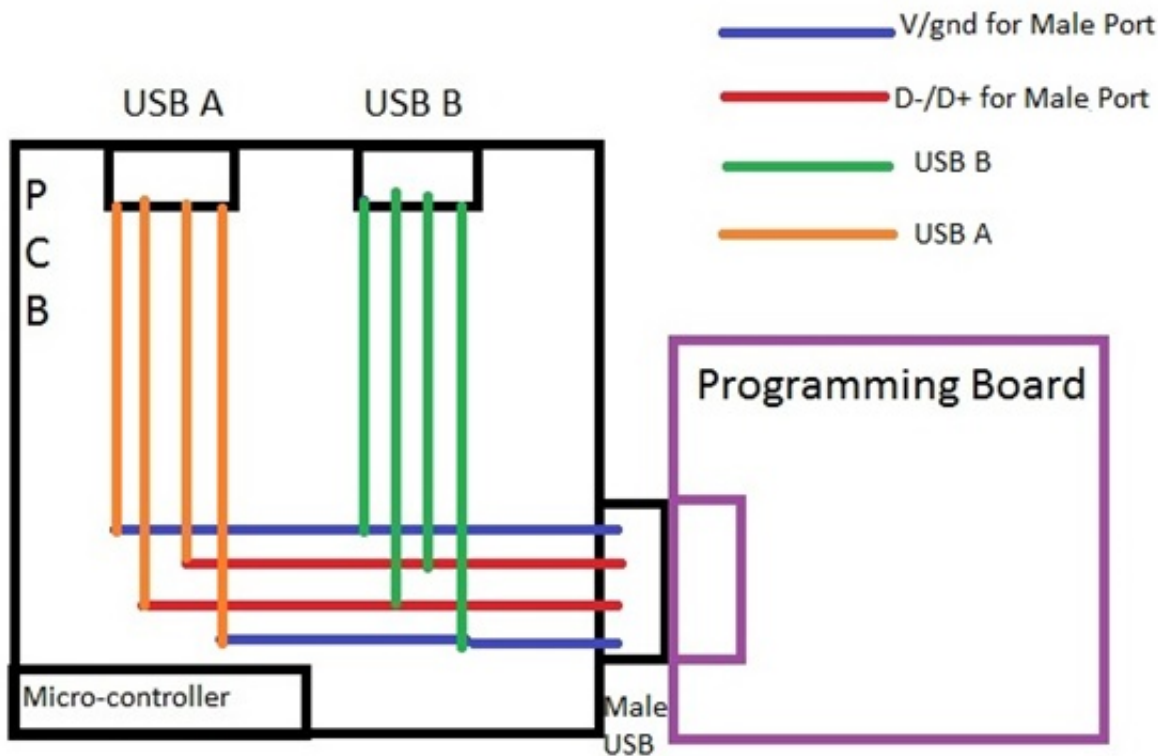 V/gnd for Male Port
USB A
USB B
D-/D+ for Male Port
USB B
USB A
P
C
B
Programming Board
Micro-controller
Male
USB